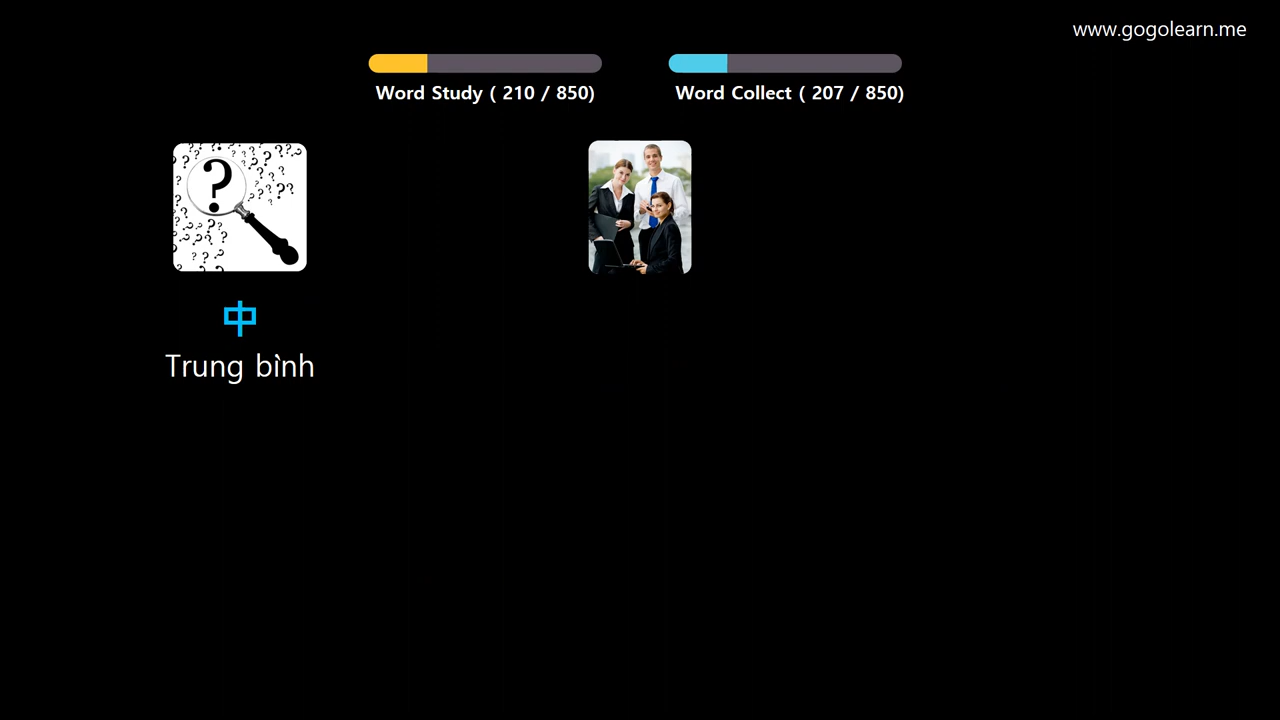 www.gogolearn.me
Word Study ( 210 / 850)
Word Collect ( 207 / 850)
?
中
Trung bình